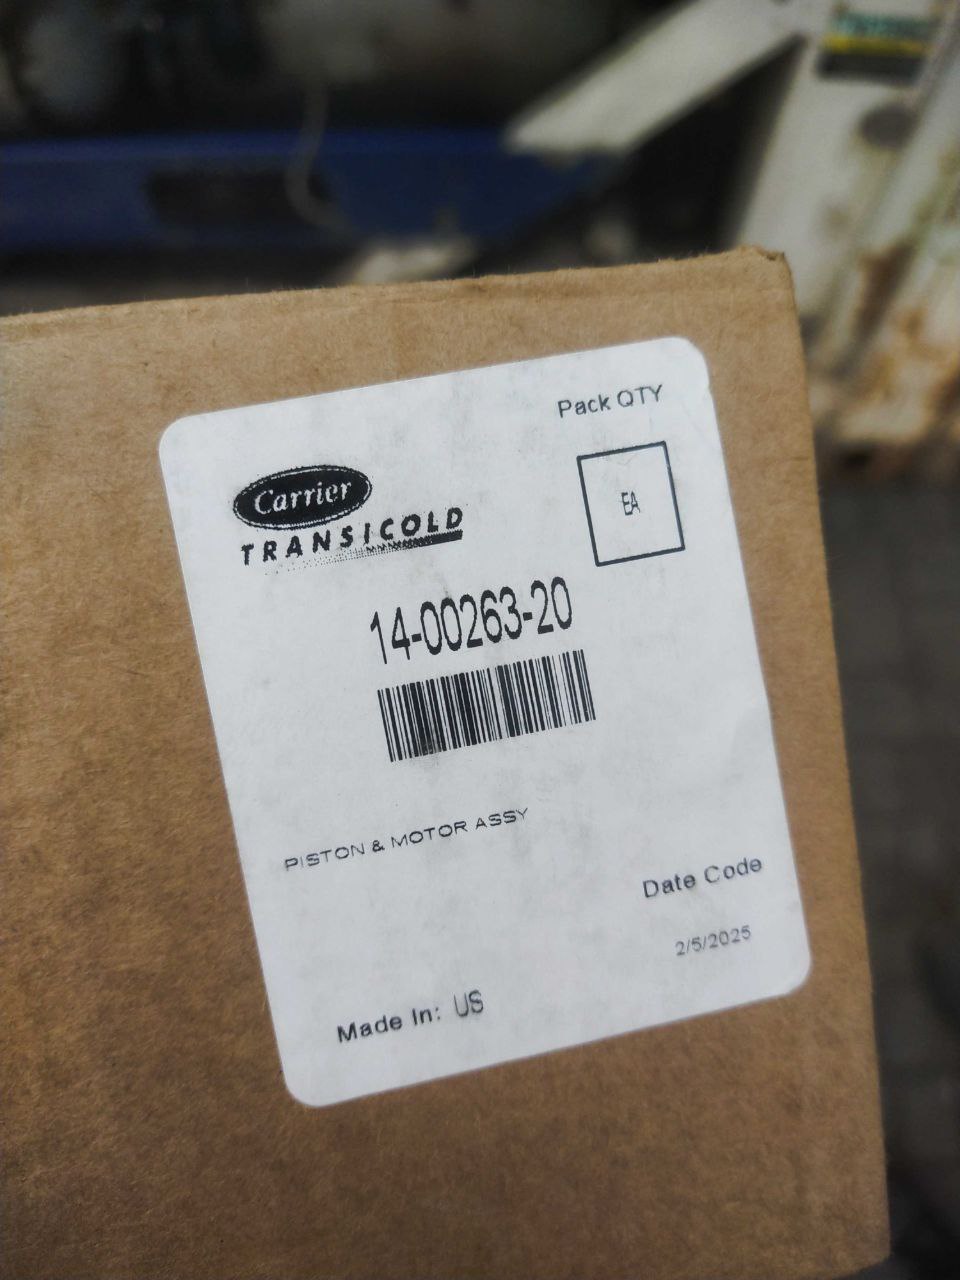 Pack QTY
Carrier
TRANSICOLD
EA
14-00263-20
PISTON & MOTOR ASSY
Date Code
2/5/2025
Made In: US